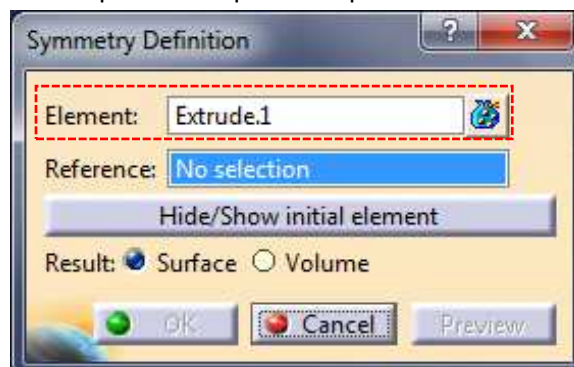 Symmetry Definition ? X
Element: Extrude.1
Reference: No selection
Hide/Show initial element
Result: Surface Volume
OK Cancel Preview